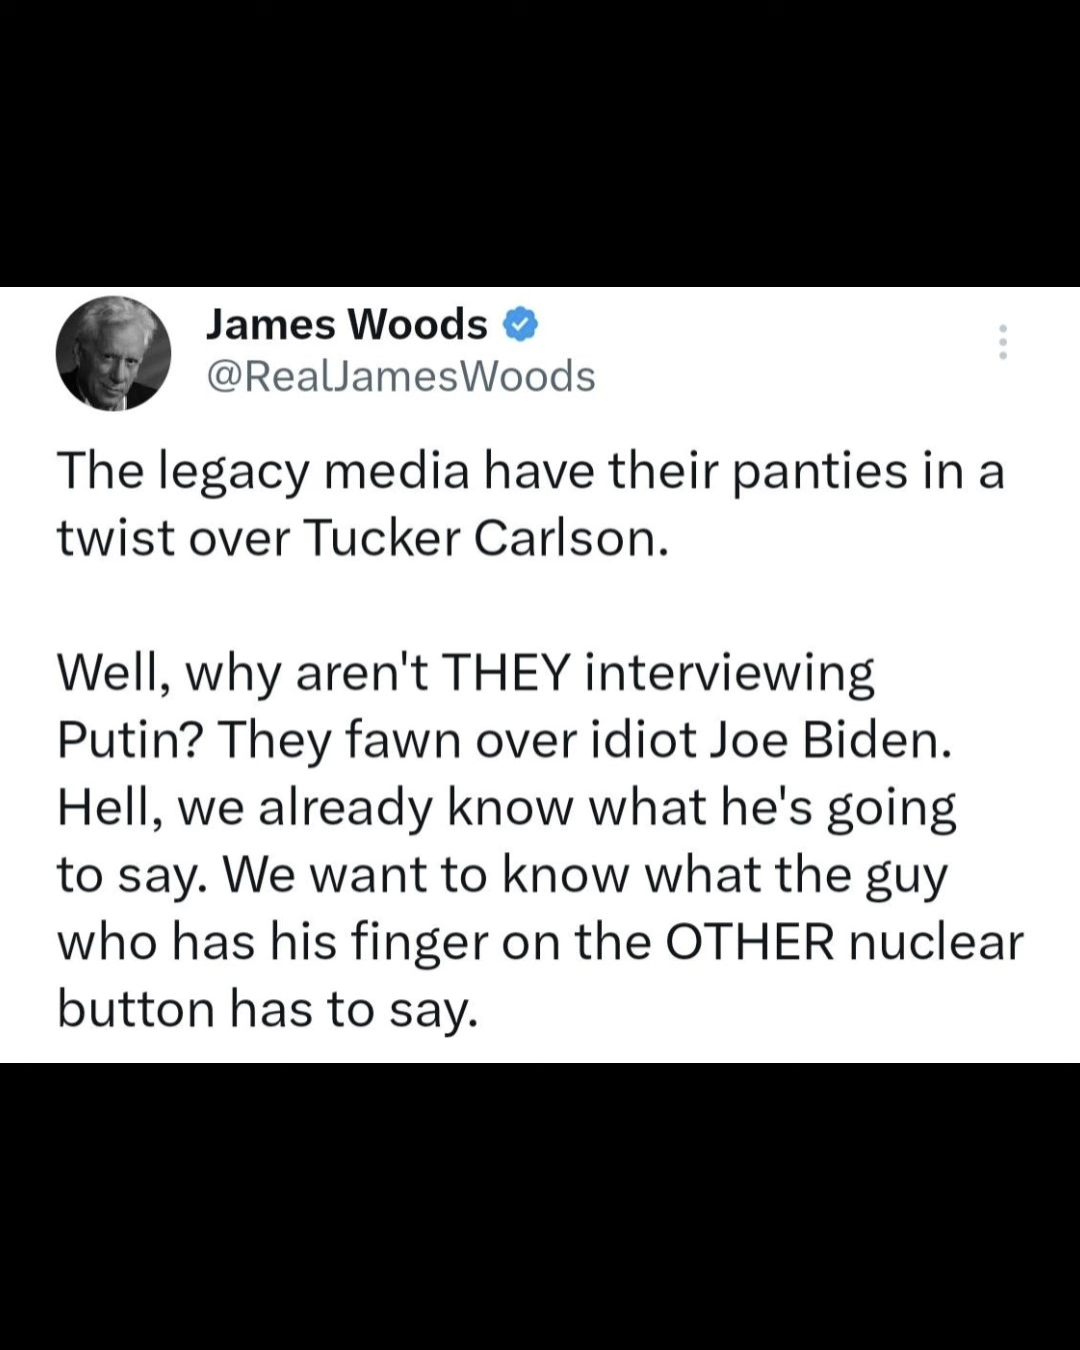 James Woods
@RealJamesWoods
The legacy media have their panties in a
twist over Tucker Carlson.
Well, why aren't THEY interviewing
Putin? They fawn over idiot Joe Biden.
Hell, we already know what he's going
to say. We want to know what the guy
who has his finger on the OTHER nuclear
button has to say.